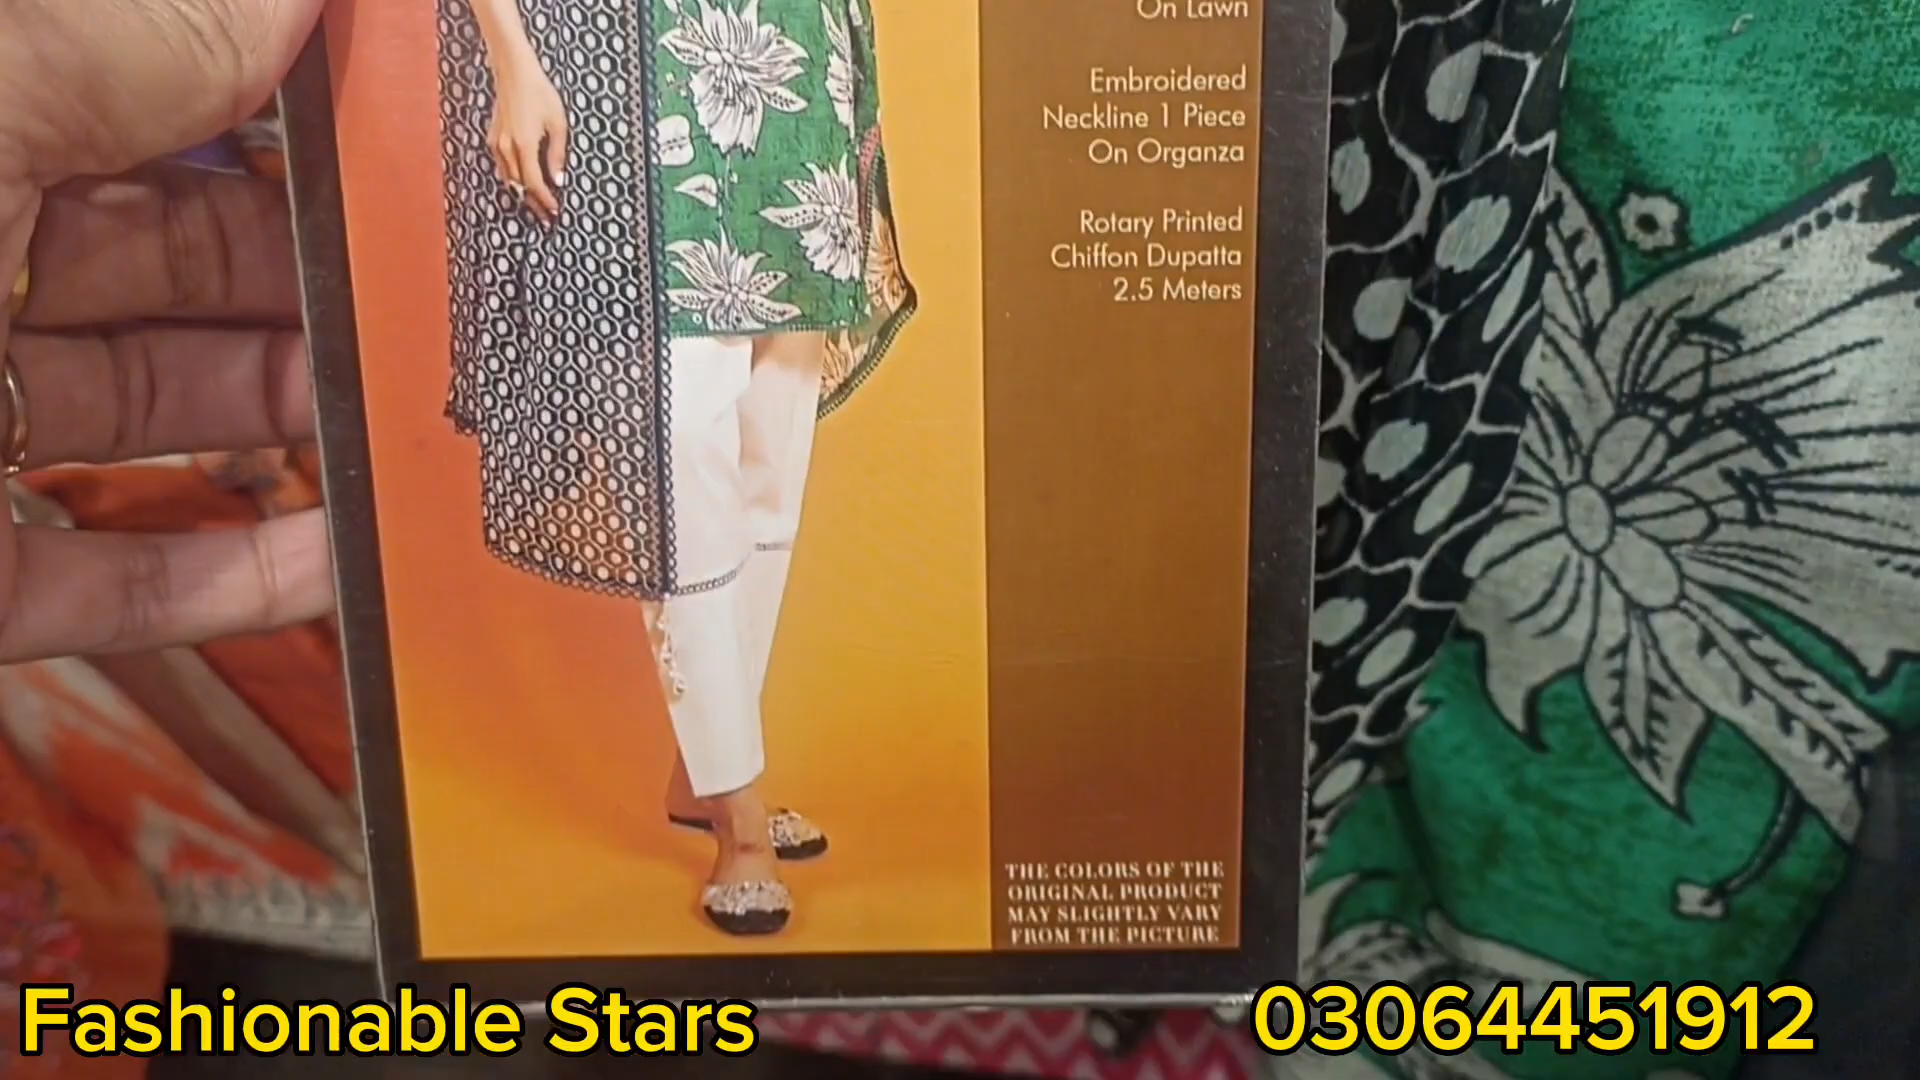 On Lawn
Embroidered
Neckline 1 Piece
On Organza
Rotary Printed
Chiffon Dupatta
2.5 Meters
THE COLORS OF THE
ORIGINAL PRODUCT
MAY SLIGHTLY VARY
FROM THE PICTURE
Fashionable Stars
03064451912